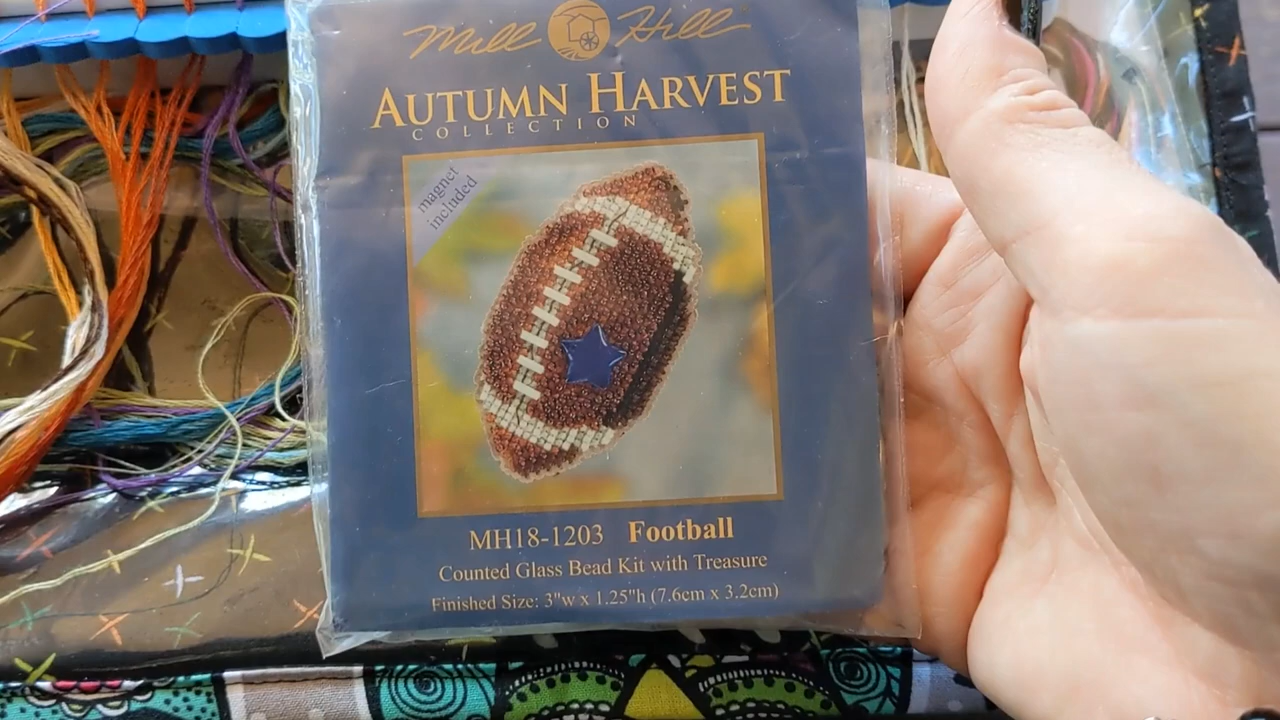 Mill Hill
AUTUMN HARVEST
COLLECTION
magnet
included
MH18-1203 Football
Counted Glass Bead Kit with Treasure
Finished Size: 3"w x 1.25"h (7.6cm x 3.2cm)